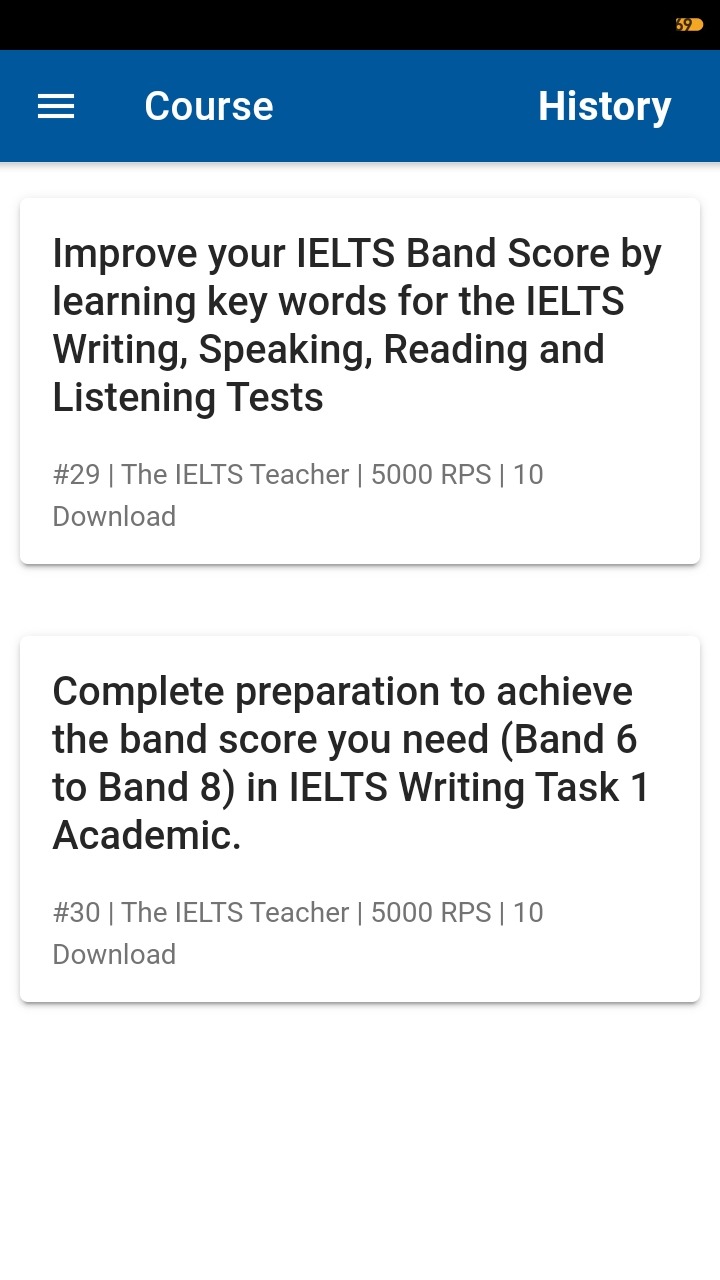 69
Course
History
Improve your IELTS Band Score by
learning key words for the IELTS
Writing, Speaking, Reading and
Listening Tests
#29 | The IELTS Teacher | 5000 RPS | 10
Download
Complete preparation to achieve
the band score you need (Band 6
to Band 8) in IELTS Writing Task 1
Academic.
#30 | The IELTS Teacher | 5000 RPS | 10
Download